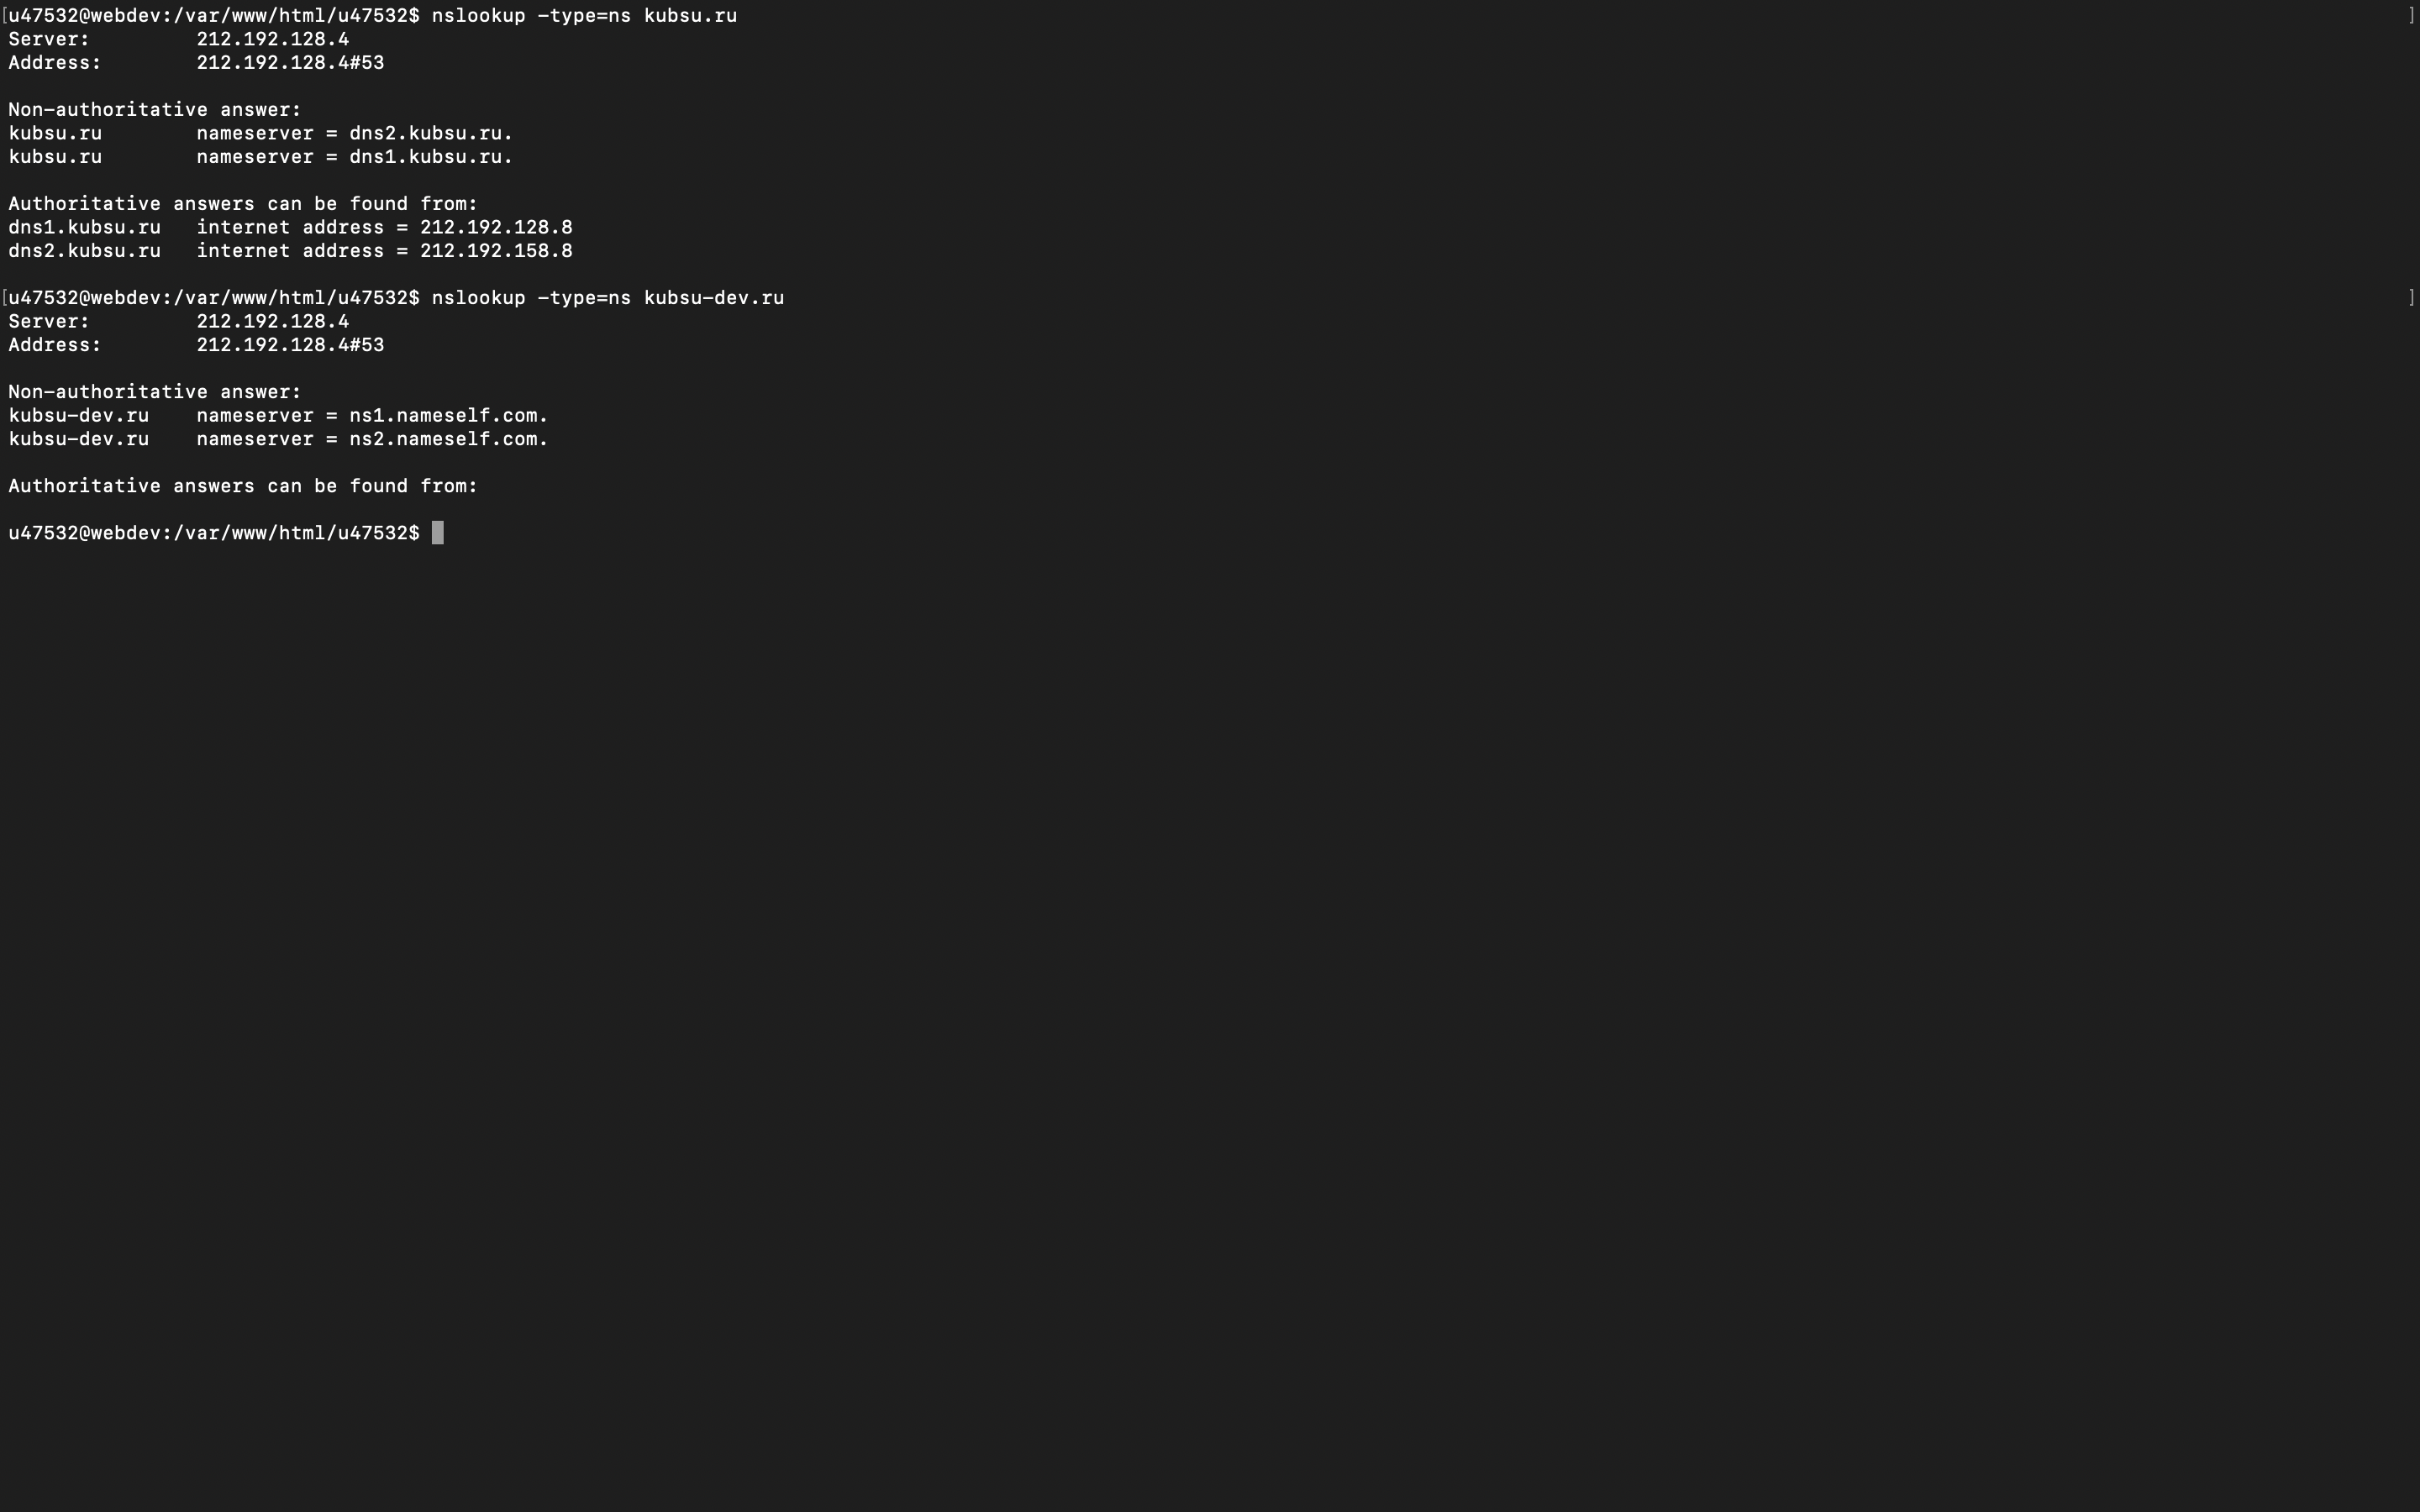 [u47532@webdev:/var/www/html/u47532$ nslookup -type=ns kubsu.ru ]
Server: 212.192.128.4
Address: 212.192.128.4#53
Non-authoritative answer:
kubsu.ru nameserver = dns2.kubsu.ru.
kubsu.ru nameserver = dns1.kubsu.ru.
Authoritative answers can be found from:
dns1.kubsu.ru internet address = 212.192.128.8
dns2.kubsu.ru internet address = 212.192.158.8
[u47532@webdev:/var/www/html/u47532$ nslookup -type=ns kubsu-dev.ru ]
Server: 212.192.128.4
Address: 212.192.128.4#53
Non-authoritative answer:
kubsu-dev.ru nameserver = ns1.nameself.com.
kubsu-dev.ru nameserver = ns2.nameself.com.
Authoritative answers can be found from:
u47532@webdev:/var/www/html/u47532$